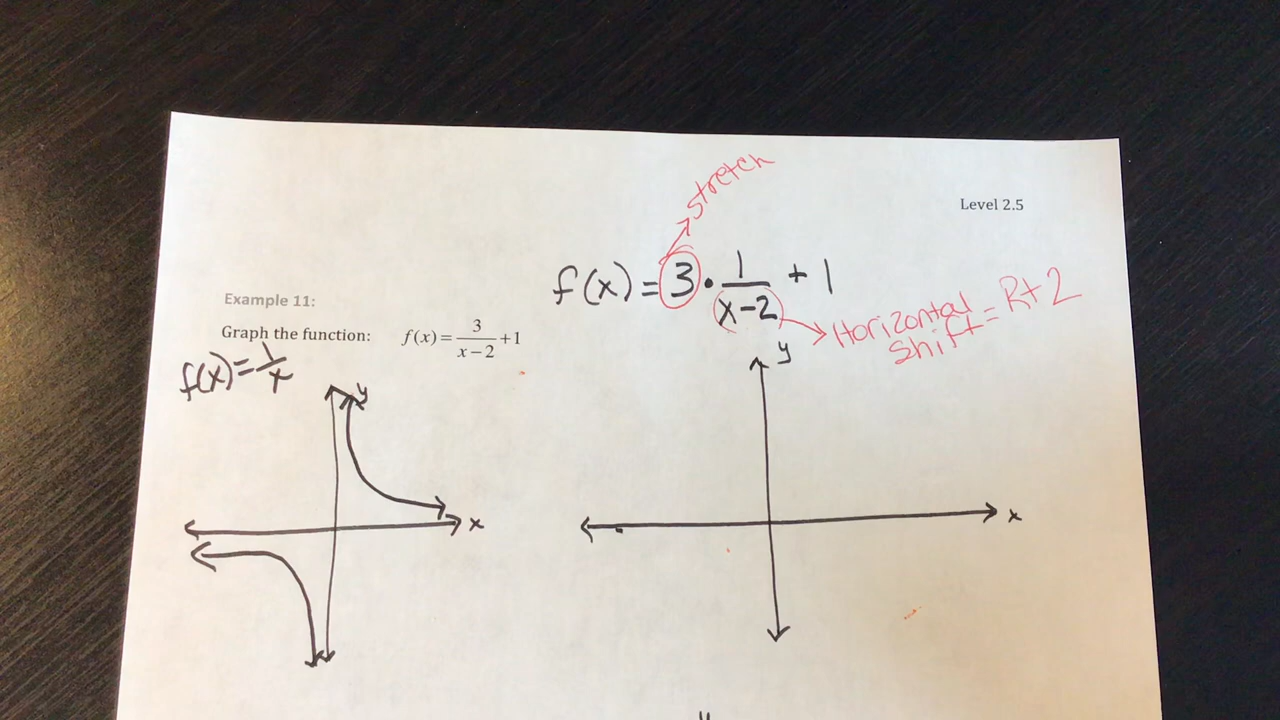 stretch
Level 2.5
f(x) = 3 · 1/(x-2) + 1
Horizontal
shift = Rt 2
Example 11:
Graph the function: f(x) = 3/(x-2) + 1
f(x) = 1/x
y
y
x
x